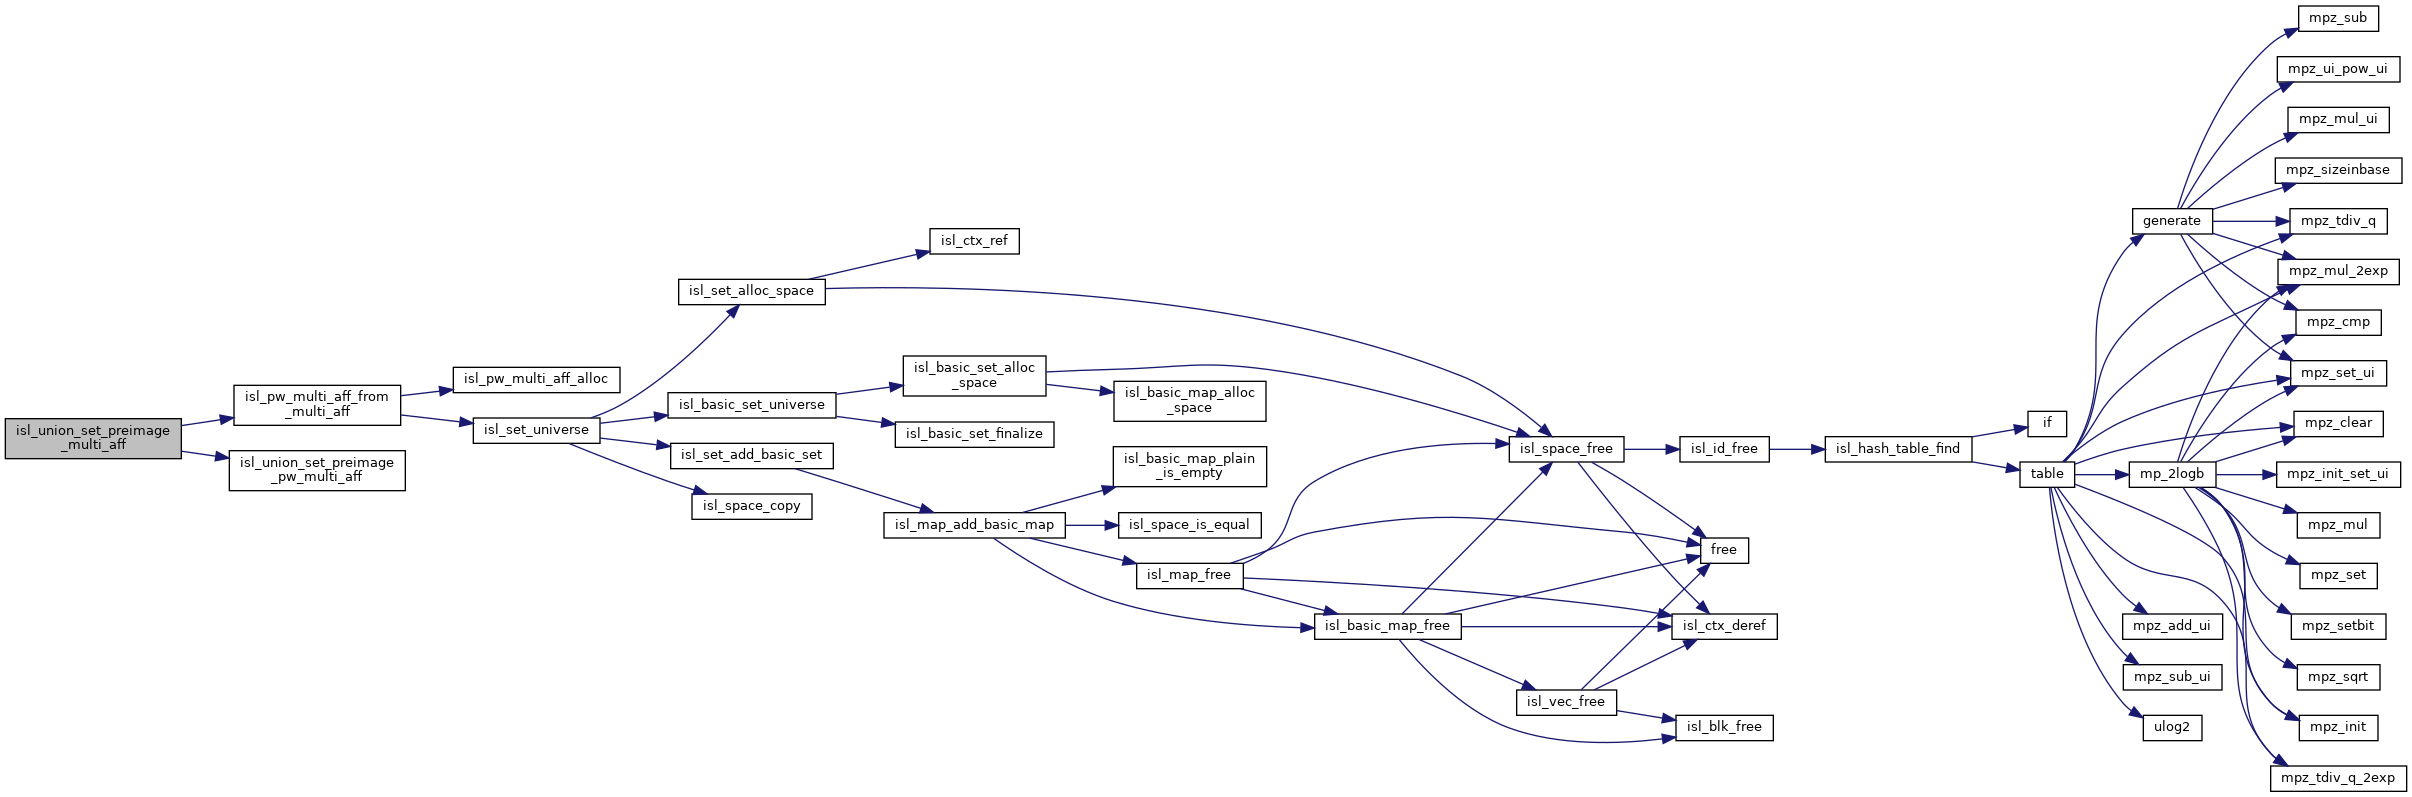 isl_union_set_preimage
_multi_aff
isl_pw_multi_aff_from
_multi_aff
isl_union_set_preimage
_pw_multi_aff
isl_pw_multi_aff_alloc
isl_set_universe
isl_set_alloc_space
isl_basic_set_universe
isl_set_add_basic_set
isl_space_copy
isl_ctx_ref
isl_basic_set_alloc
_space
isl_basic_set_finalize
isl_map_add_basic_map
isl_basic_map_alloc
_space
isl_basic_map_plain
_is_empty
isl_space_is_equal
isl_map_free
isl_basic_map_free
isl_space_free
isl_vec_free
isl_id_free
free
isl_ctx_deref
isl_blk_free
isl_hash_table_find
if
table
generate
mp_2logb
mpz_add_ui
mpz_sub_ui
ulog2
mpz_sub
mpz_ui_pow_ui
mpz_mul_ui
mpz_sizeinbase
mpz_tdiv_q
mpz_mul_2exp
mpz_cmp
mpz_set_ui
mpz_clear
mpz_init_set_ui
mpz_mul
mpz_set
mpz_setbit
mpz_sqrt
mpz_init
mpz_tdiv_q_2exp